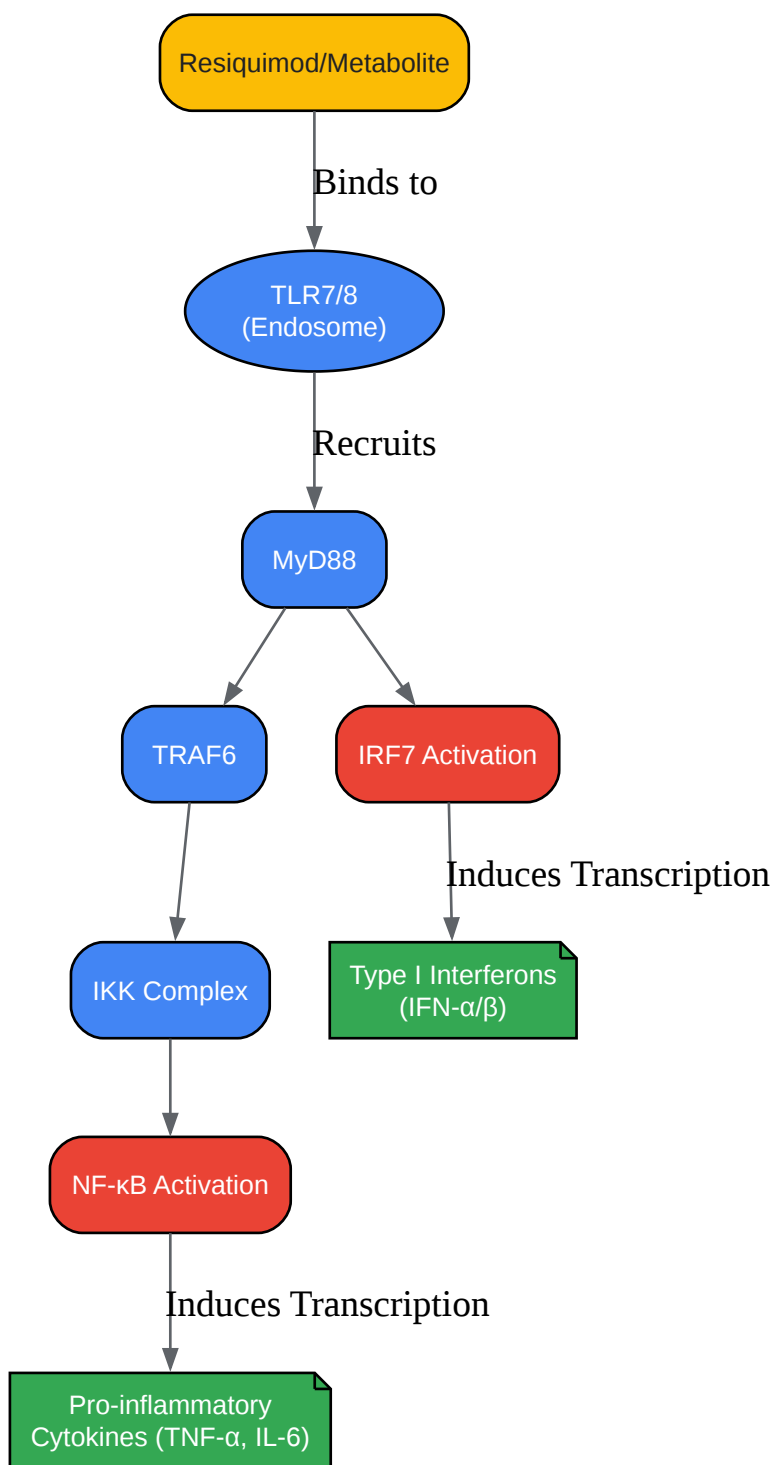 Resiquimod/Metabolite
Binds to
TLR7/8
(Endosome)
Recruits
MyD88
TRAF6
IRF7 Activation
Induces Transcription
IKK Complex
Type I Interferons
(IFN-α/β)
NF-κB Activation
Induces Transcription
Pro-inflammatory
Cytokines (TNF-α, IL-6)